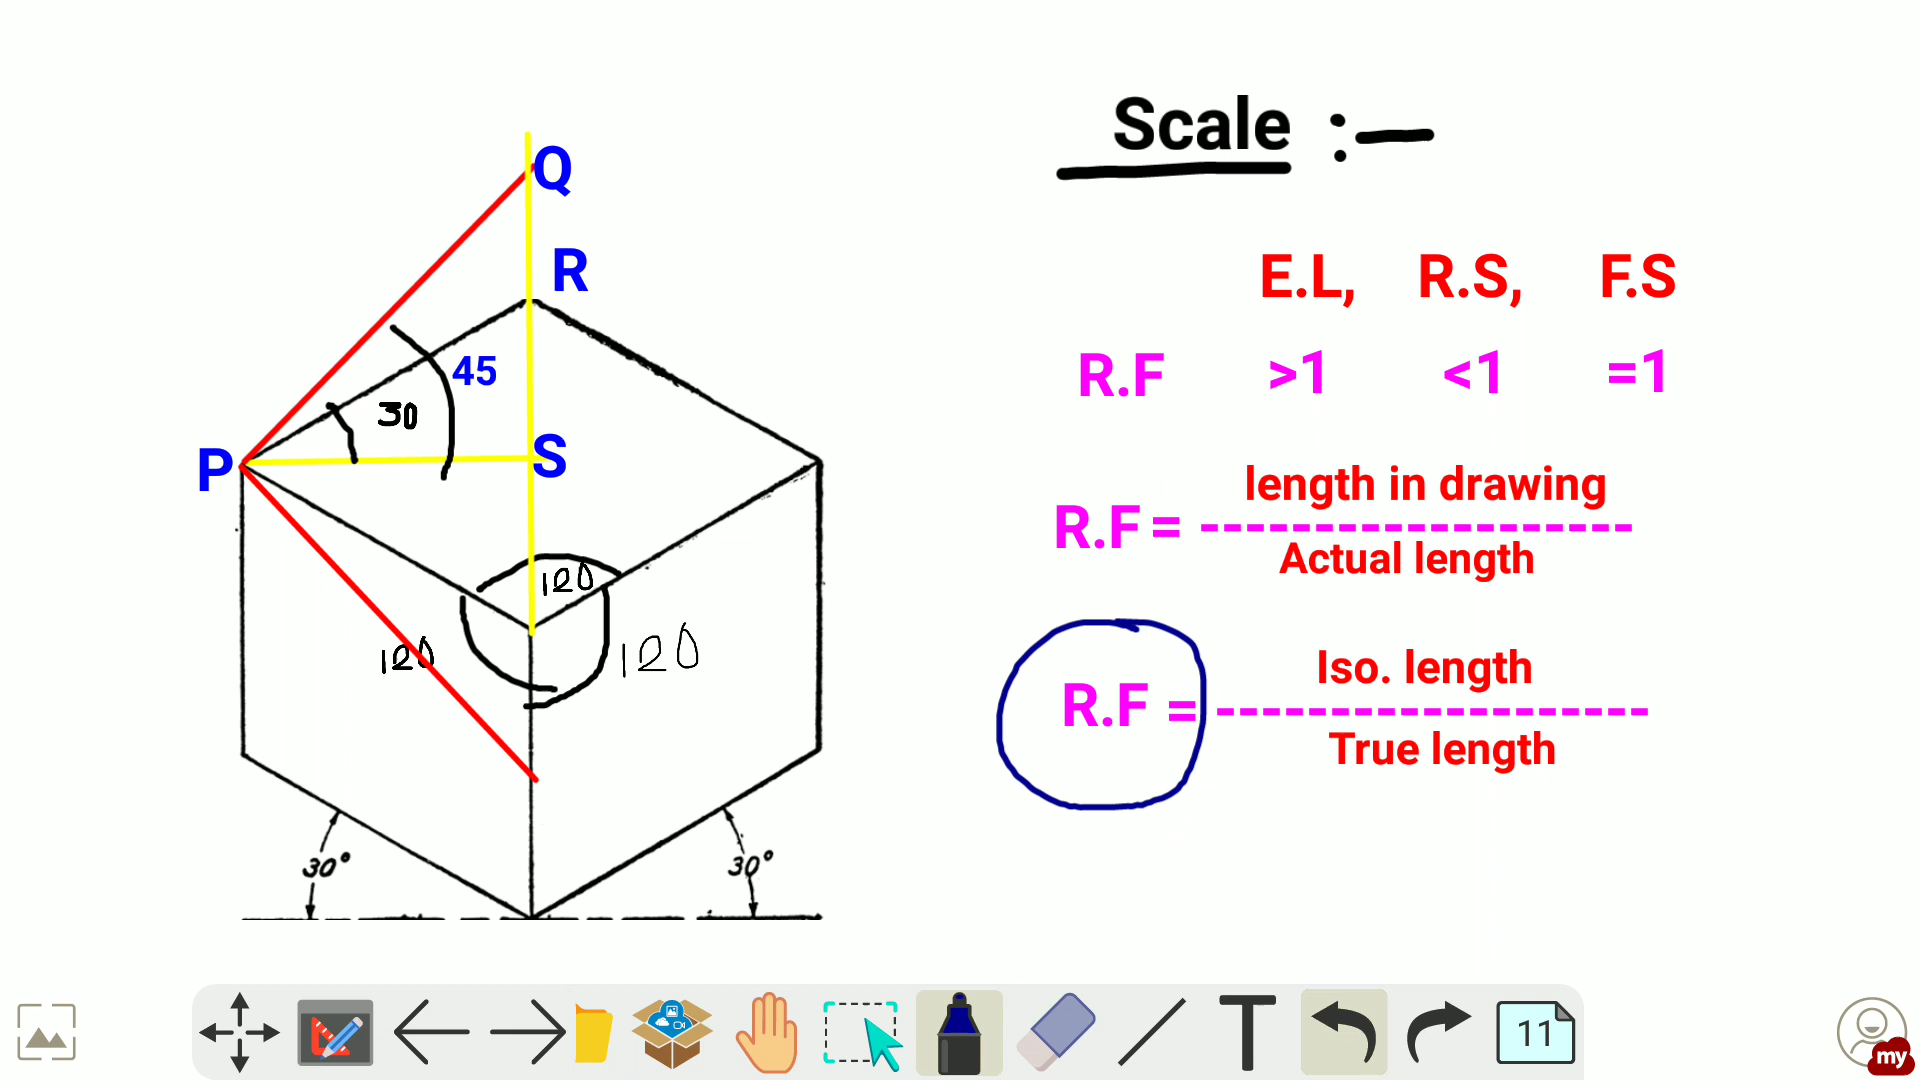 Scale :-
Q
R
E.L, R.S, F.S
R.F >1 <1 =1
45
30
P
S
length in drawing
R.F = ------------------
Actual length
120
120
120
Iso. length
R.F = ------------------
True length
30°
30°
11
my